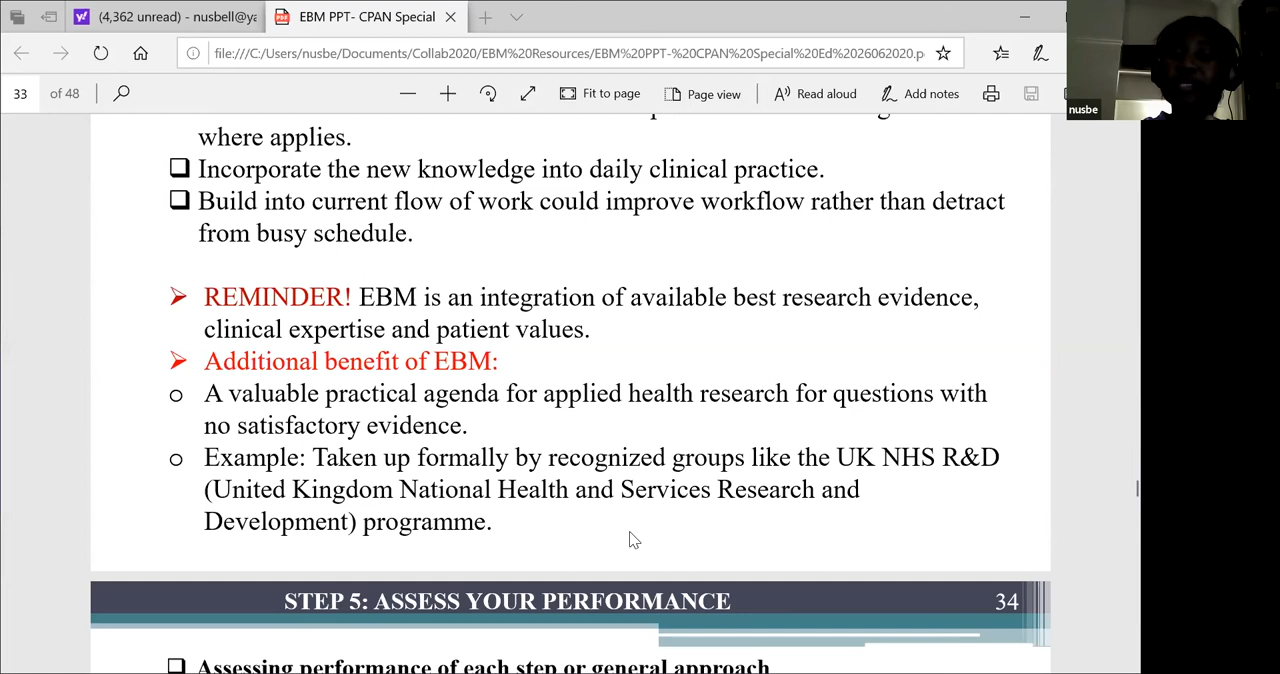 (4,362 unread) - nusbell@ya
EBM PPT- CPAN Special
file:///C:/Users/nusbe/Documents/Collab2020/EBM%20Resources/EBM%20PPT-%20CPAN%20Special%20Ed%2026062020.p
33 of 48
Fit to page
Page view
Read aloud
Add notes
nusbe
where applies.
Incorporate the new knowledge into daily clinical practice.
Build into current flow of work could improve workflow rather than detract
from busy schedule.
REMINDER! EBM is an integration of available best research evidence,
clinical expertise and patient values.
Additional benefit of EBM:
A valuable practical agenda for applied health research for questions with
no satisfactory evidence.
Example: Taken up formally by recognized groups like the UK NHS R&D
(United Kingdom National Health and Services Research and
Development) programme.
STEP 5: ASSESS YOUR PERFORMANCE 34
Assessing performance of each step or general approach